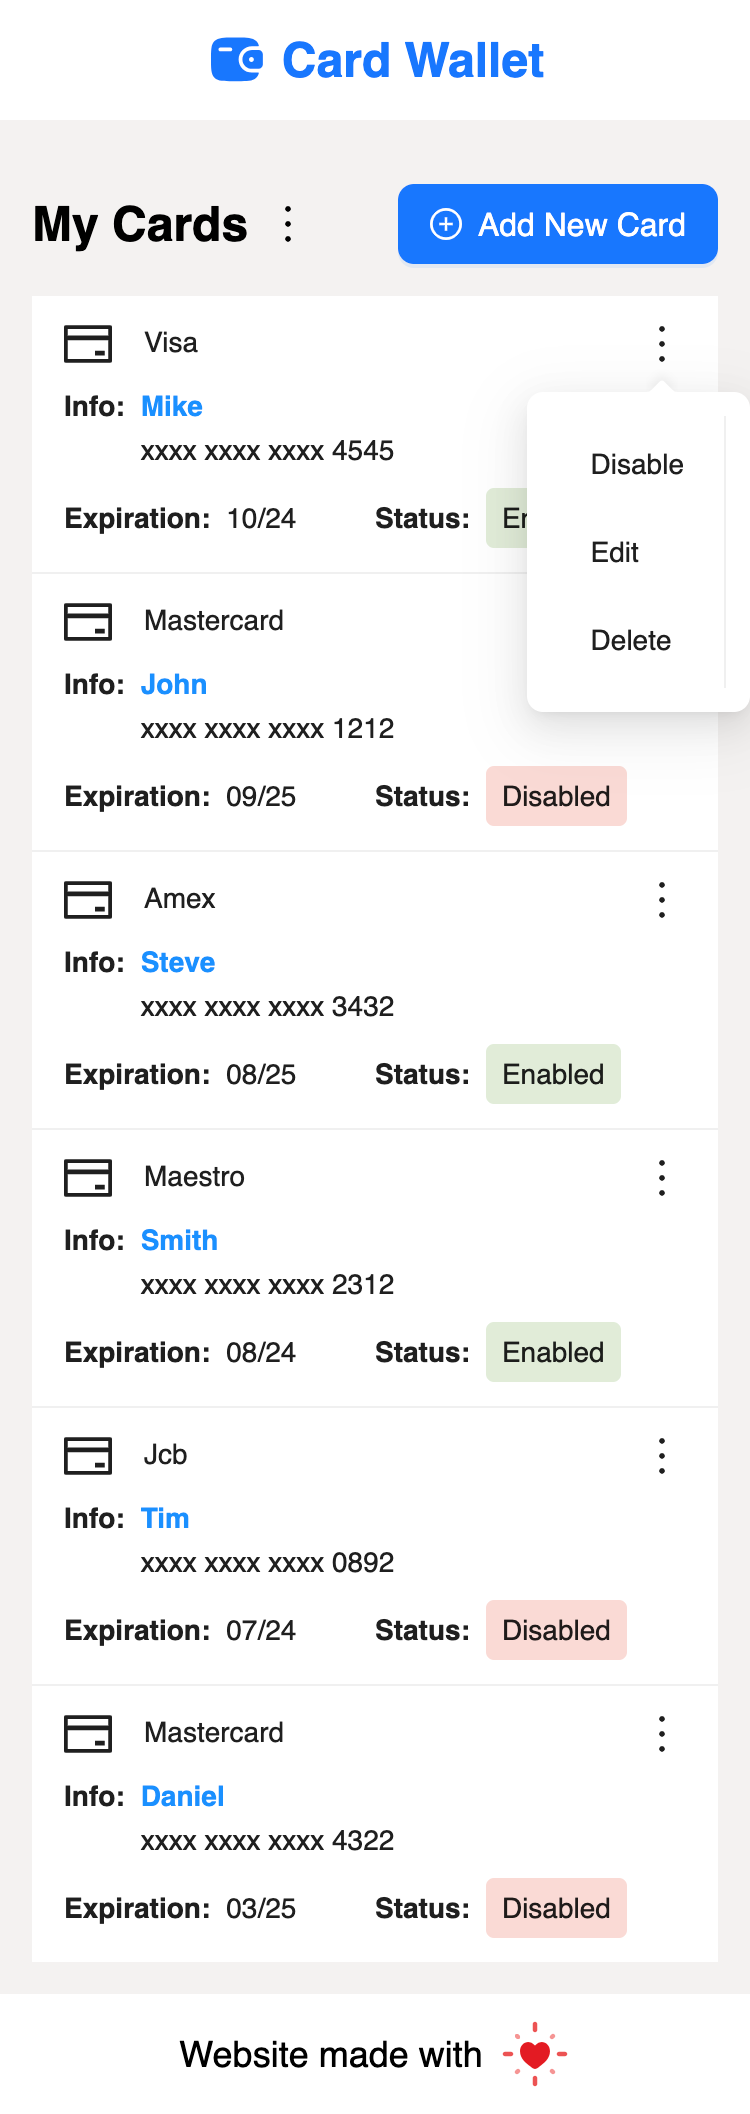 Card Wallet
My Cards
Add New Card
Visa
Info: Mike
xxxx xxxx xxxx 4545
Expiration: 10/24 Status:
Disable
Edit
Delete
Mastercard
Info: John
xxxx xxxx xxxx 1212
Expiration: 09/25 Status: Disabled
Amex
Info: Steve
xxxx xxxx xxxx 3432
Expiration: 08/25 Status: Enabled
Maestro
Info: Smith
xxxx xxxx xxxx 2312
Expiration: 08/24 Status: Enabled
Jcb
Info: Tim
xxxx xxxx xxxx 0892
Expiration: 07/24 Status: Disabled
Mastercard
Info: Daniel
xxxx xxxx xxxx 4322
Expiration: 03/25 Status: Disabled
Website made with